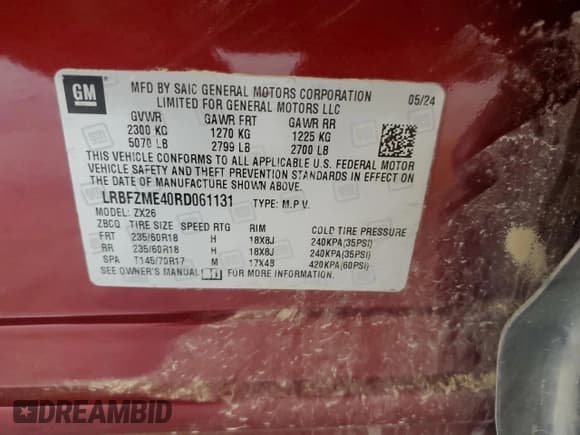 GM
MFD BY SAIC GENERAL MOTORS CORPORATION 05/24
LIMITED FOR GENERAL MOTORS LLC
GVWR GAWR FRT GAWR RR
2300 KG 1270 KG 1225 KG
5070 LB 2799 LB 2700 LB
THIS VEHICLE CONFORMS TO ALL APPLICABLE U.S. FEDERAL MOTOR
VEHICLE SAFETY AND THEFT PREVENTION STANDARDS IN EFFECT ON
THE DATE OF MANUFACTURE SHOWN ABOVE.
LRBFZME40RD061131 TYPE: M.P.V.
MODEL: ZX26
ZBCQ TIRE SIZE SPEED RTG RIM COLD TIRE PRESSURE
FRT 235/60R18 H 18X8J 240KPA(35PSI)
RR 235/60R18 H 18X8J 240KPA(35PSI)
SPA T145/70R17 M 17X4B 420KPA(60PSI)
SEE OWNER'S MANUAL FOR MORE INFORMATION.
DREAMBID